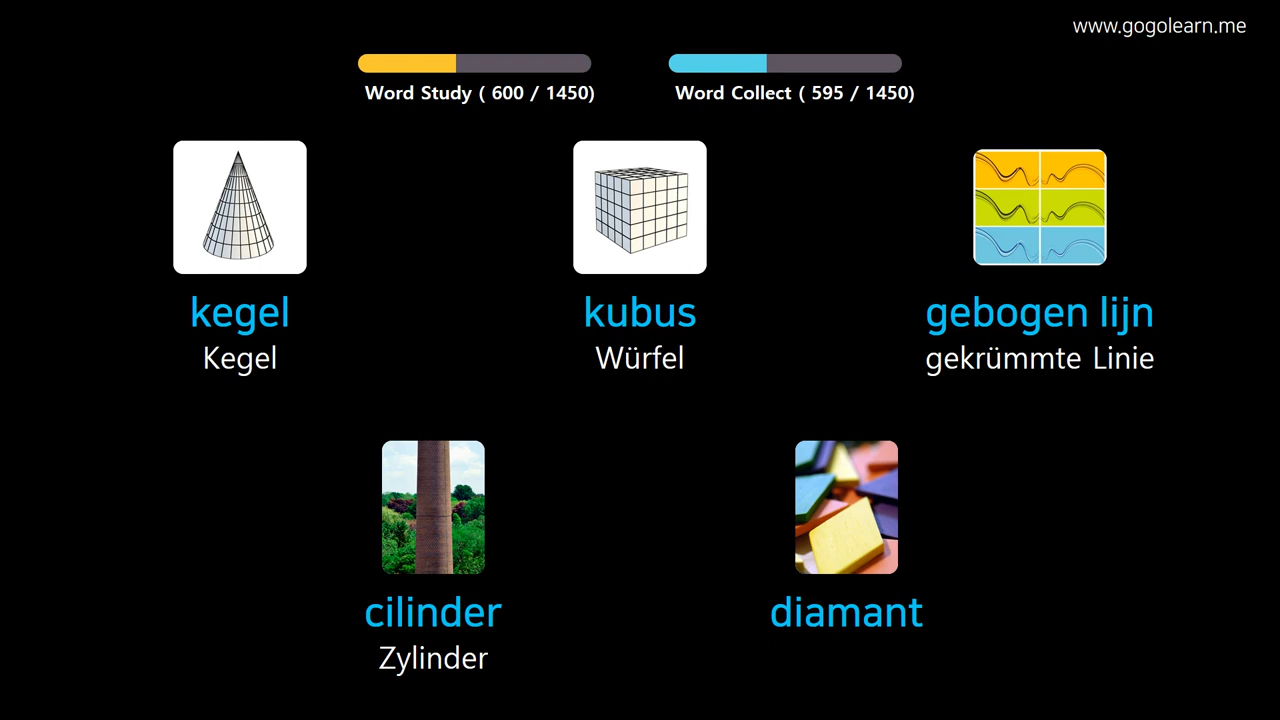 www.gogolearn.me
Word Study ( 600 / 1450)
Word Collect ( 595 / 1450)
kegel
Kegel
kubus
Würfel
gebogen lijn
gekrümmte Linie
cilinder
Zylinder
diamant